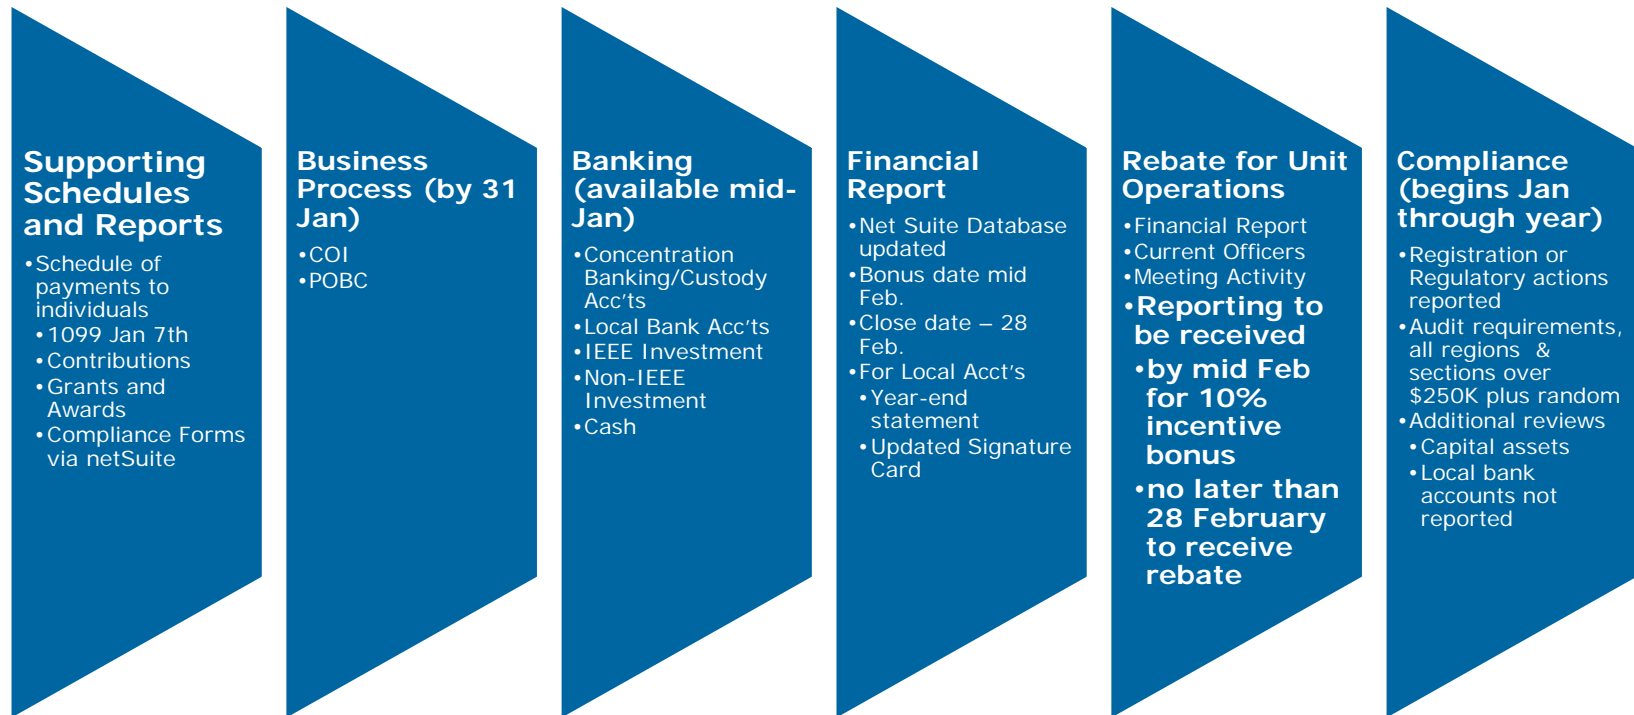 Supporting
Schedules
and Reports
•Schedule of
payments to
individuals
•1099 Jan 7th
•Contributions
•Grants and
Awards
•Compliance Forms
via netSuite
Business
Process (by 31
Jan)
•COI
•POBC
Banking
(available mid-
Jan)
•Concentration
Banking/Custody
Acc'ts
•Local Bank Acc'ts
•IEEE Investment
•Non-IEEE
Investment
•Cash
Financial
Report
•Net Suite Database
updated
•Bonus date mid
Feb.
•Close date – 28
Feb.
•For Local Acct's
•Year-end
statement
•Updated Signature
Card
Rebate for Unit
Operations
•Financial Report
•Current Officers
•Meeting Activity
•Reporting to
be received
•by mid Feb
for 10%
incentive
bonus
•no later than
28 February
to receive
rebate
Compliance
(begins Jan
through year)
•Registration or
Regulatory actions
reported
•Audit requirements,
all regions &
sections over
$250K plus random
•Additional reviews
•Capital assets
•Local bank
accounts not
reported